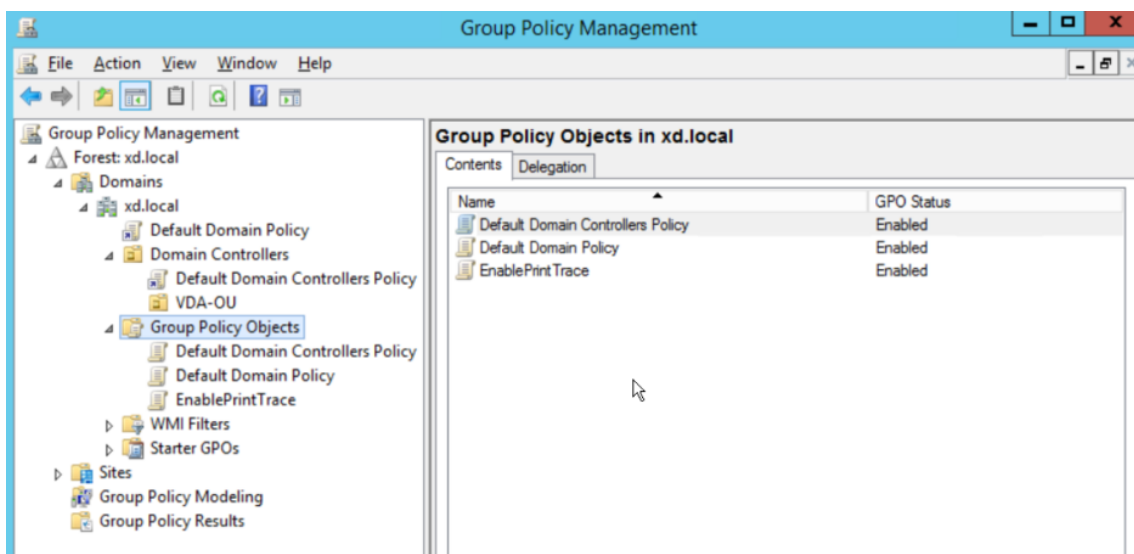 Group Policy Management
File Action View Window Help
Group Policy Management
Forest: xd.local
Domains
xd.local
Default Domain Policy
Domain Controllers
Default Domain Controllers Policy
VDA-OU
Group Policy Objects
Default Domain Controllers Policy
Default Domain Policy
EnablePrintTrace
WMI Filters
Starter GPOs
Sites
Group Policy Modeling
Group Policy Results
Group Policy Objects in xd.local
Contents Delegation
Name GPO Status
Default Domain Controllers Policy Enabled
Default Domain Policy Enabled
EnablePrintTrace Enabled